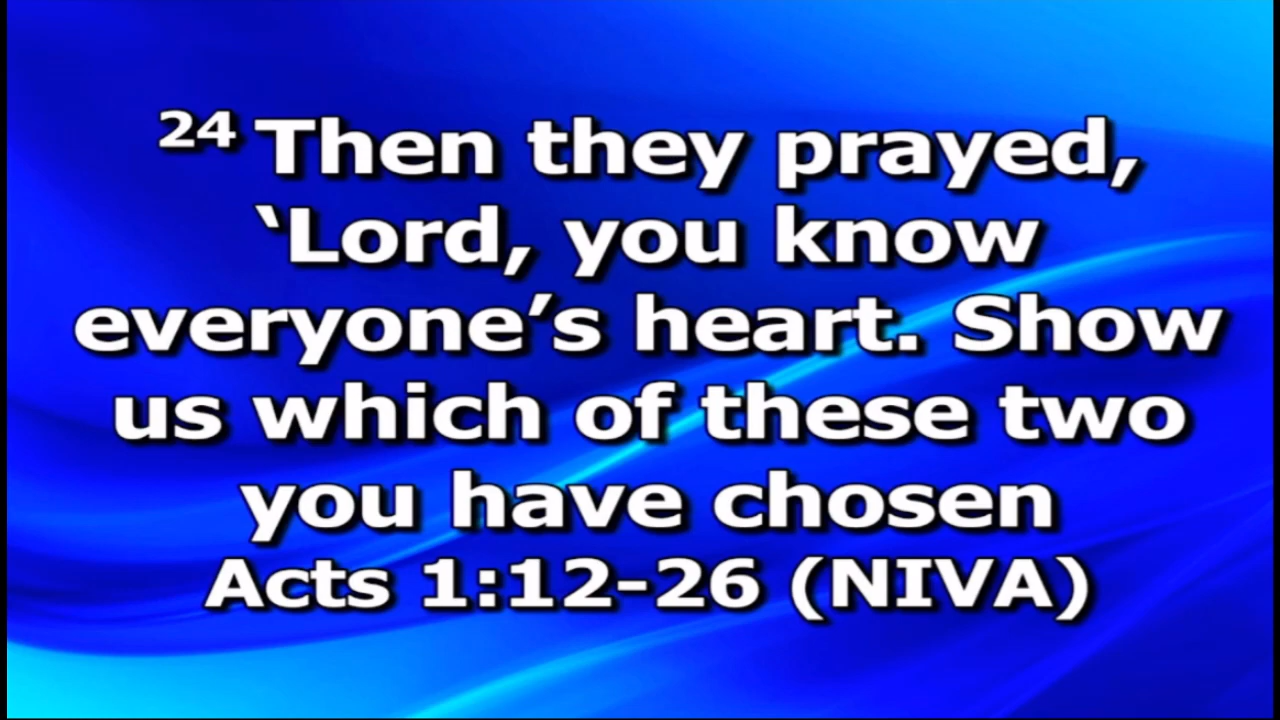 24 Then they prayed,
‘Lord, you know
everyone’s heart. Show
us which of these two
you have chosen
Acts 1:12-26 (NIVA)